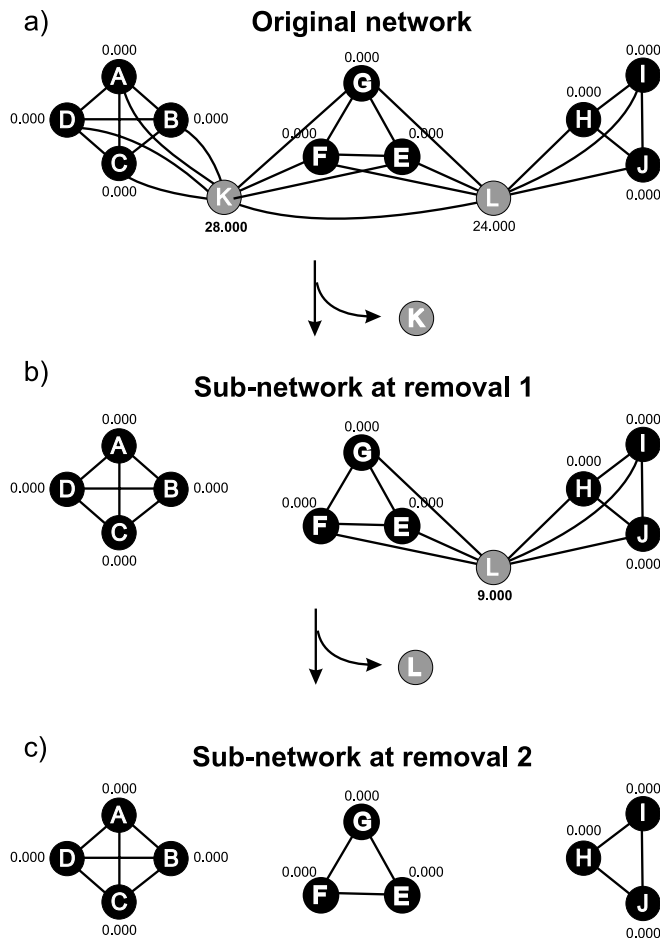 a) Original network
0.000
0.000
0.000
A
I
0.000
G
0.000
D
B
0.000
H
0.000
0.000
C
F
E
J
0.000
K
L
0.000
28.000
24.000
K
b) Sub-network at removal 1
0.000
0.000
0.000
A
I
G
0.000
0.000
D
B
0.000
H
0.000
0.000
F
E
C
J
0.000
L
0.000
9.000
L
c) Sub-network at removal 2
0.000
0.000
0.000
A
I
G
0.000
0.000
D
B
0.000
H
0.000
0.000
F
E
C
J
0.000
0.000